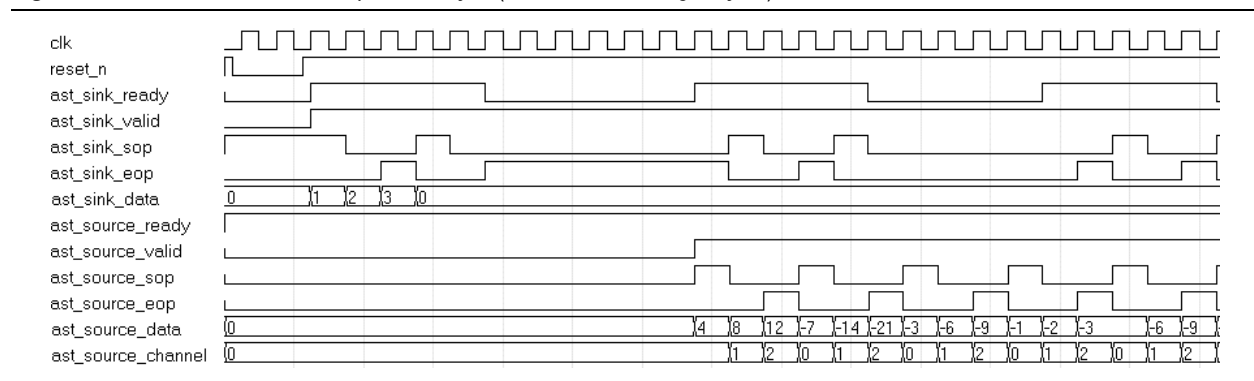 clk
reset_n
ast_sink_ready
ast_sink_valid
ast_sink_sop
ast_sink_eop
ast_sink_data 0 1 2 3 0
ast_source_ready
ast_source_valid
ast_source_sop
ast_source_eop
ast_source_data 0 4 8 12 -7 -14 -21 -3 -6 -9 -1 -2 -3 -6 -9
ast_source_channel 0 1 2 0 1 2 0 1 2 0 1 2 0 1 2